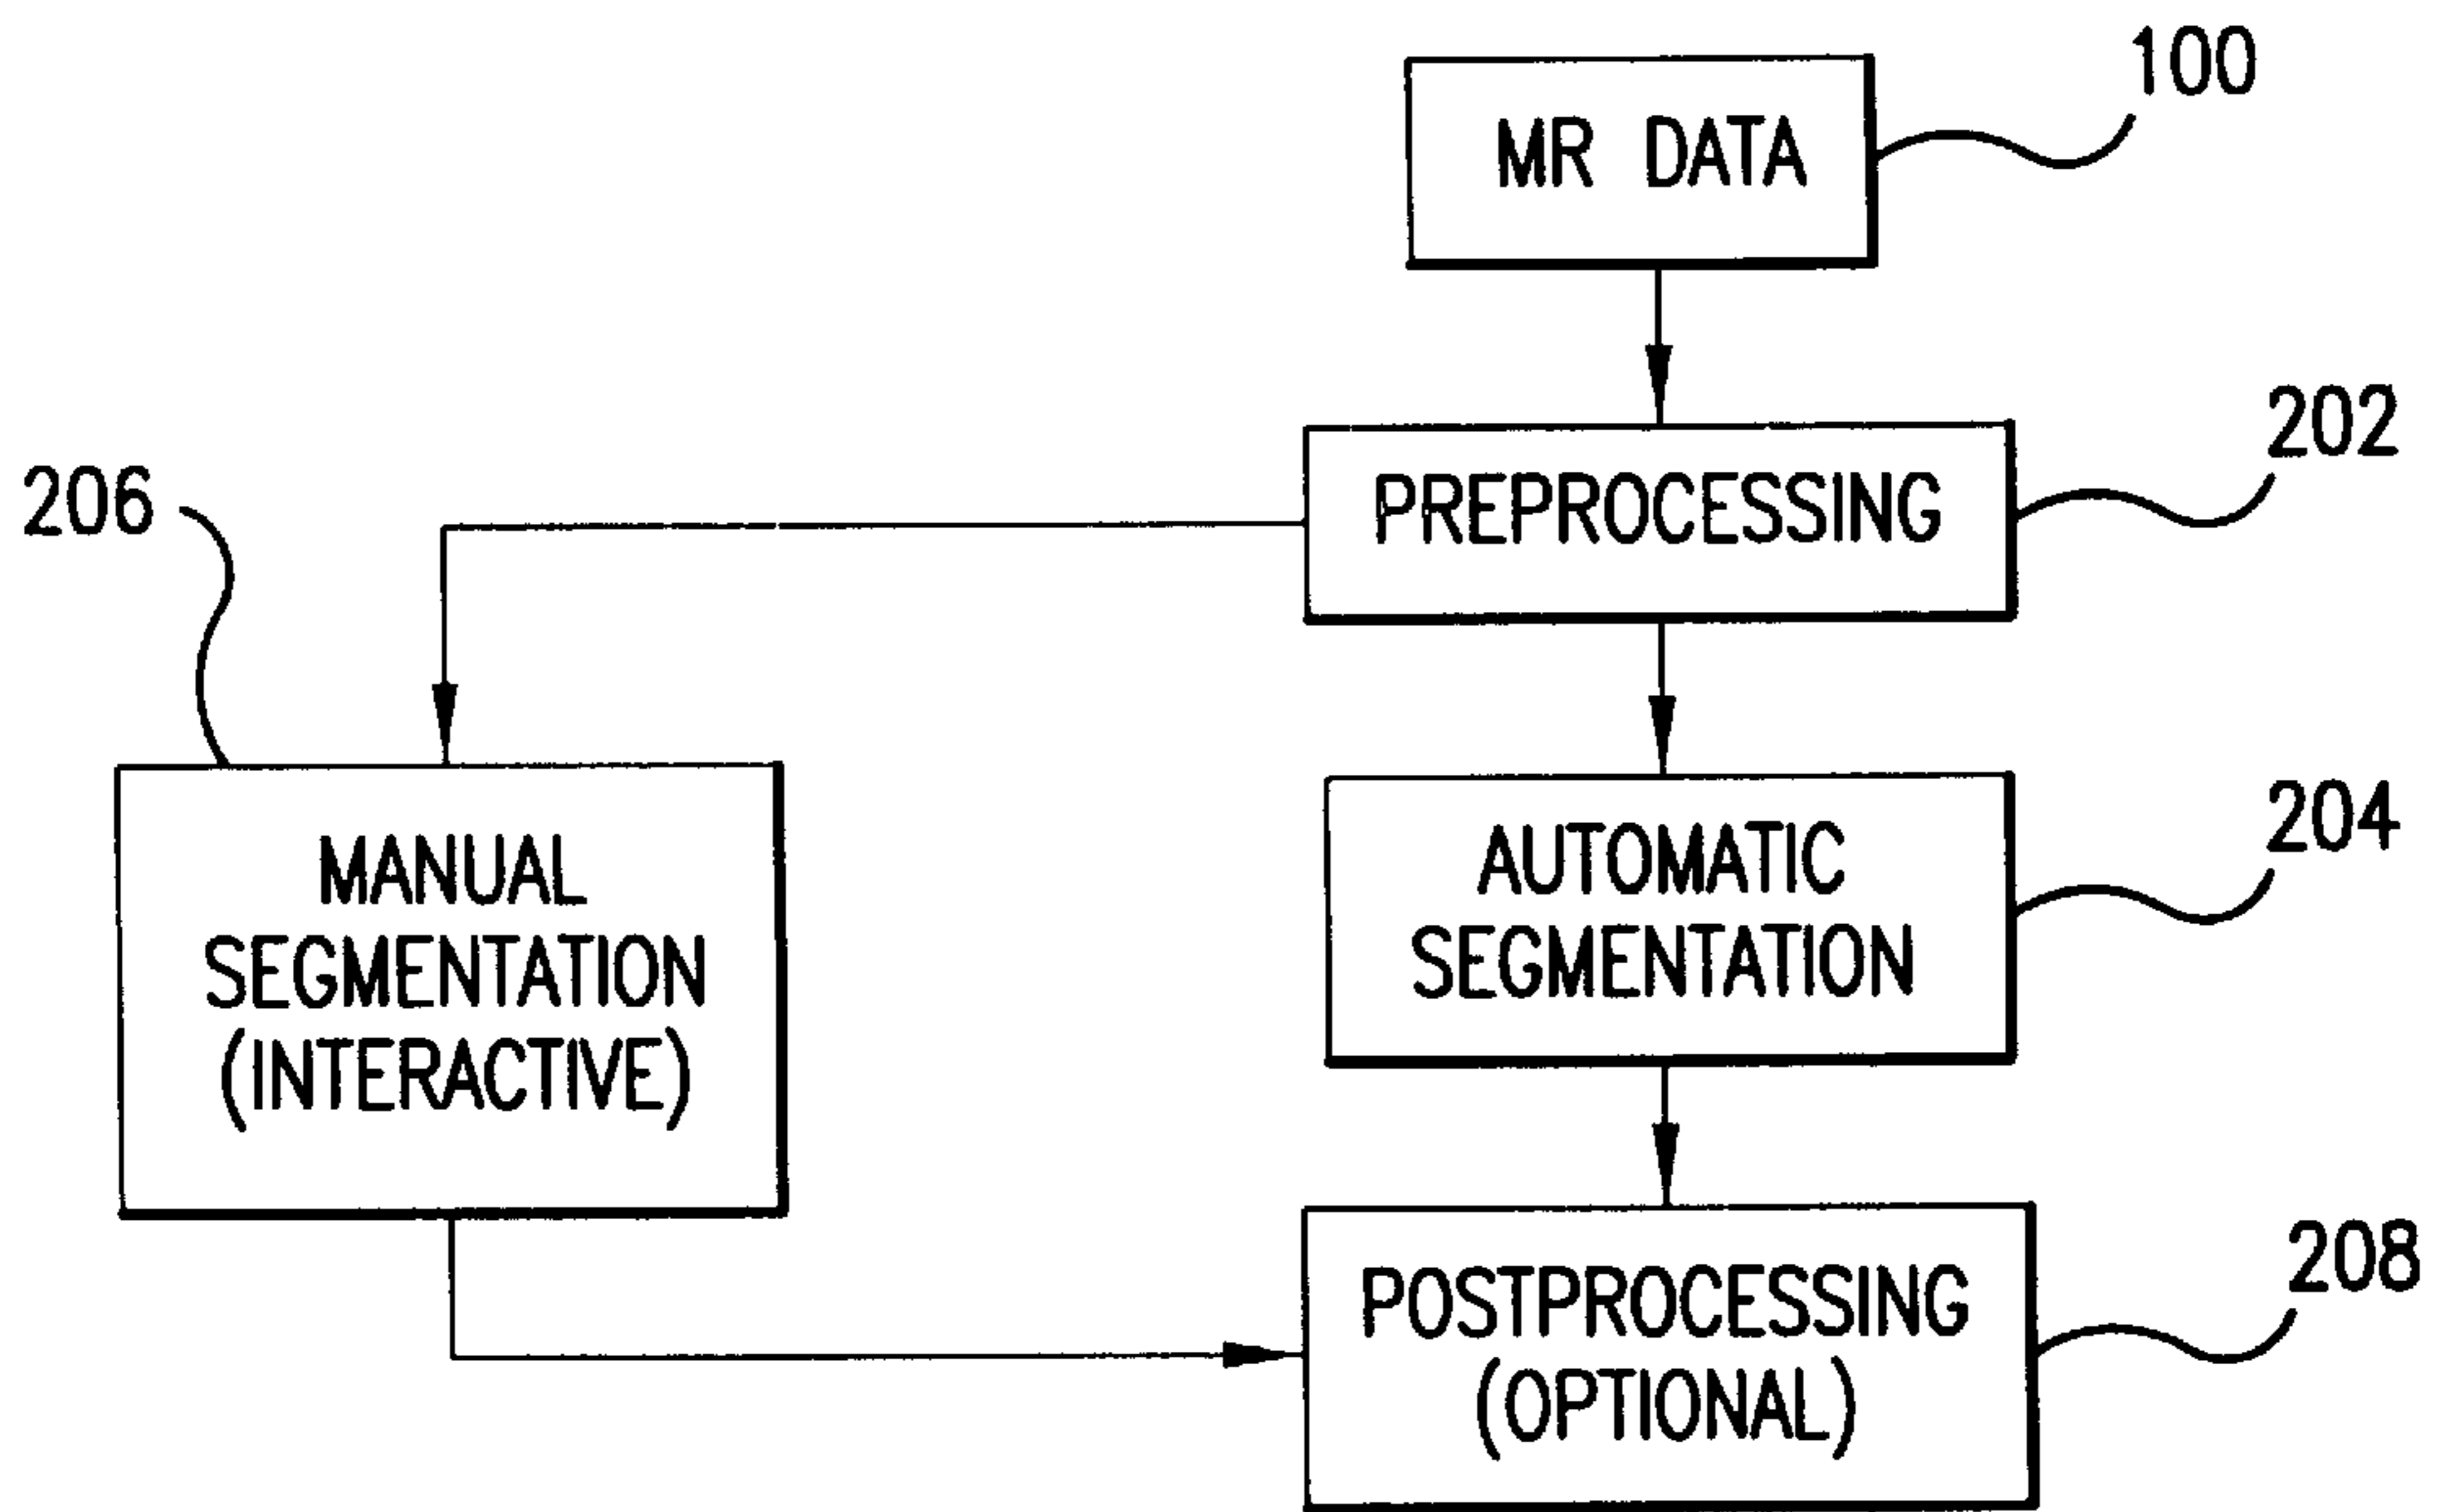 100
MR DATA
202
PREPROCESSING
206
MANUAL
SEGMENTATION
(INTERACTIVE)
204
AUTOMATIC
SEGMENTATION
208
POSTPROCESSING
(OPTIONAL)